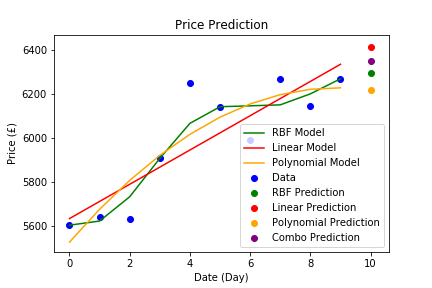 Price Prediction
6400
6200
6000
5800
5600
Price (£)
0
2
4
6
8
10
Date (Day)
RBF Model
Linear Model
Polynomial Model
Data
RBF Prediction
Linear Prediction
Polynomial Prediction
Combo Prediction